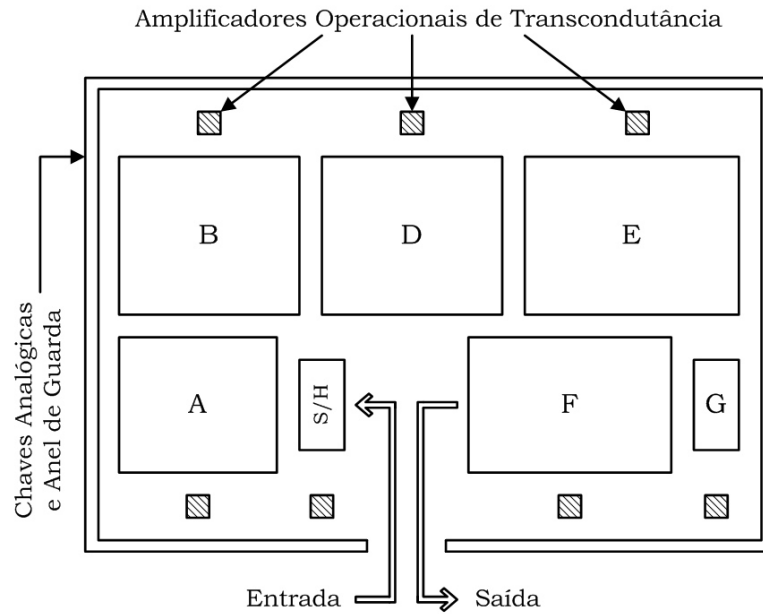 Amplificadores Operacionais de Transcondutância
Chaves Analógicas
e Anel de Guarda
B
D
E
A
S/H
F
G
Entrada
Saída